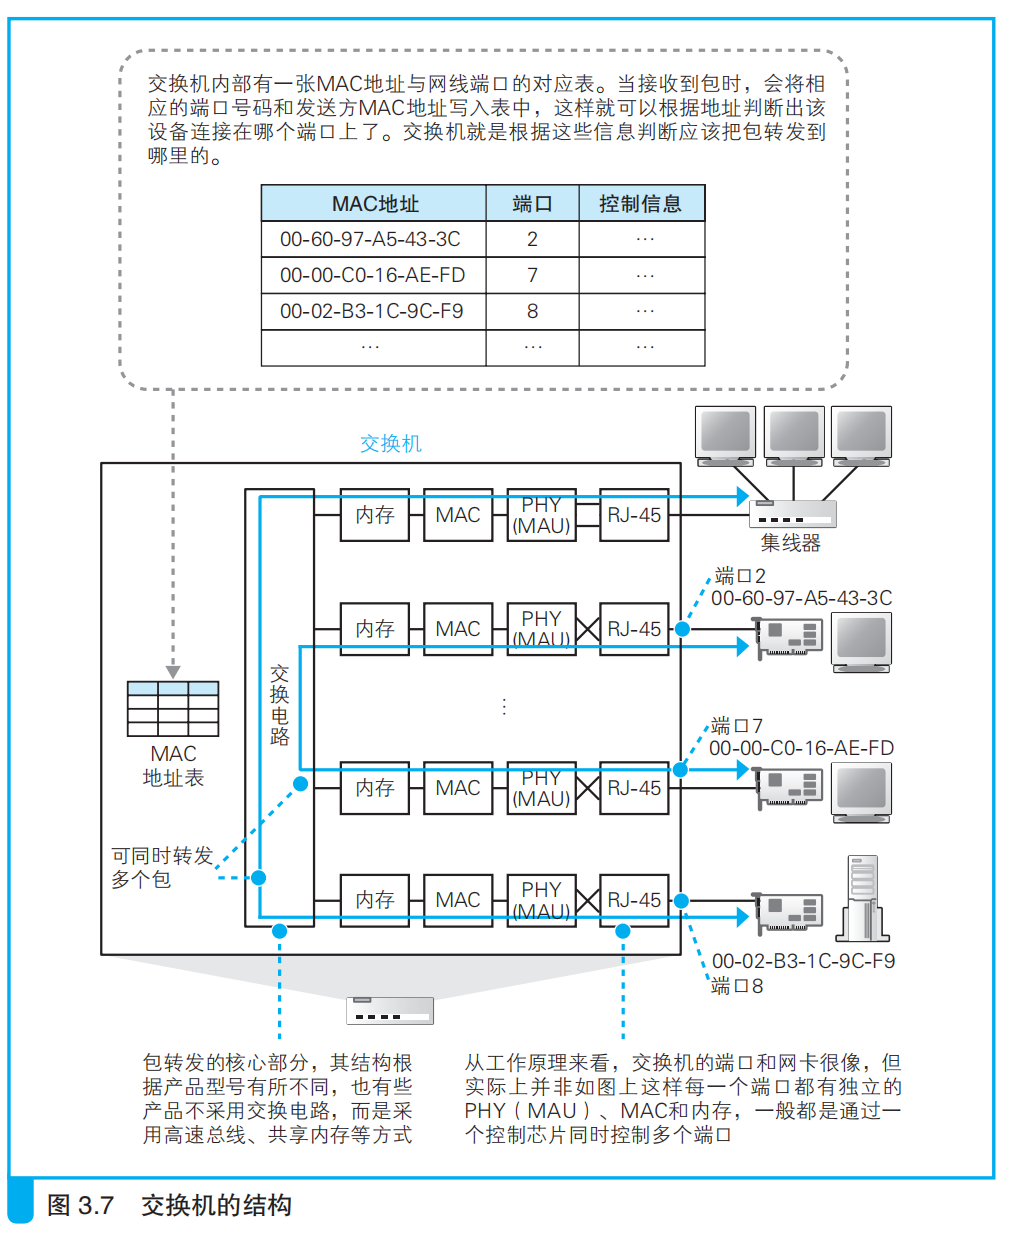 交换机内部有一张MAC地址与网线端口的对应表。当接收到包时，会将相
应的端口号码和发送方MAC地址写入表中，这样就可以根据地址判断出该
设备连接在哪个端口上了。交换机就是根据这些信息判断应该把包转发到
哪里的。
MAC地址 端口 控制信息
00-60-97-A5-43-3C 2 …
00-00-C0-16-AE-FD 7 …
00-02-B3-1C-9C-F9 8 …
… … …
交换机
内存 MAC PHY (MAU) RJ-45
集线器
端口2
00-60-97-A5-43-3C
内存 MAC PHY (MAU) RJ-45
交换电路
⋮
MAC
地址表
端口7
00-00-C0-16-AE-FD
内存 MAC PHY (MAU) RJ-45
可同时转发
多个包
内存 MAC PHY (MAU) RJ-45
00-02-B3-1C-9C-F9
端口8
包转发的核心部分，其结构根
据产品型号有所不同，也有些
产品不采用交换电路，而是采
用高速总线、共享内存等方式
从工作原理来看，交换机的端口和网卡很像，但
实际上并非如图上这样每一个端口都有独立的
PHY（MAU）、MAC和内存，一般都是通过一
个控制芯片同时控制多个端口
图 3.7 交换机的结构